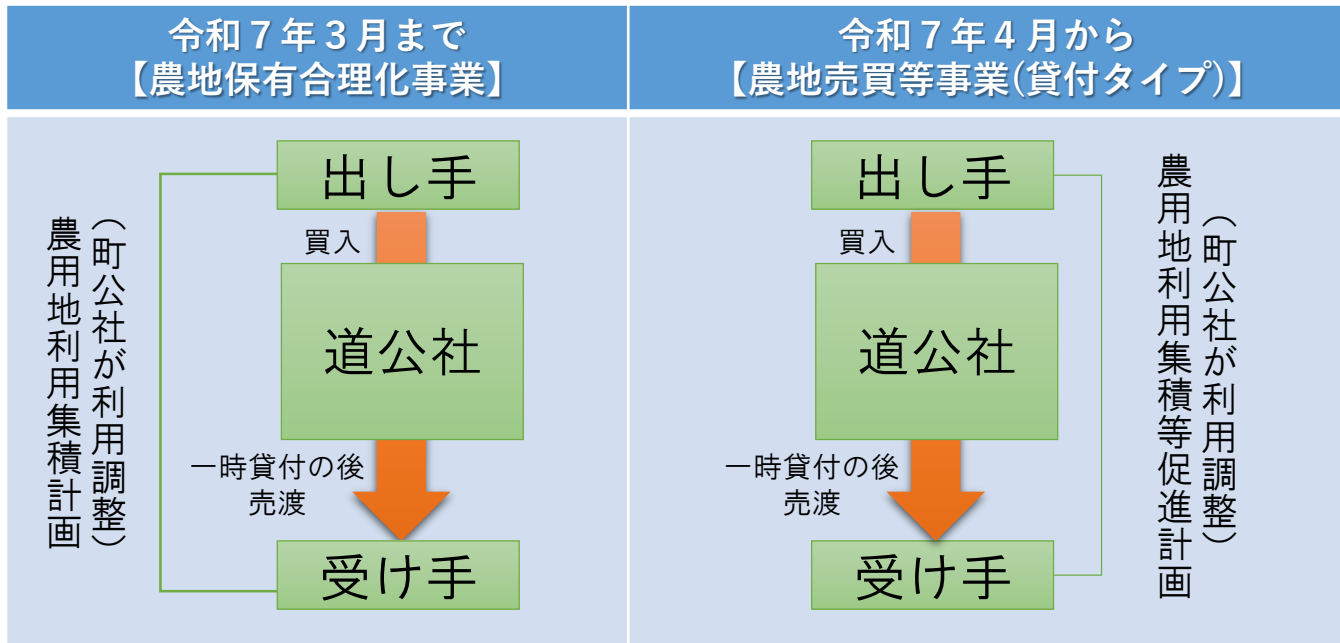 令和７年３月まで
【農地保有合理化事業】
令和７年４月から
【農地売買等事業(貸付タイプ)】
出し手
買入
道公社
一時貸付の後
売渡
受け手
（町公社が利用調整）
農用地利用集積計画
出し手
買入
道公社
一時貸付の後
売渡
受け手
（町公社が利用調整）
農用地利用集積等促進計画